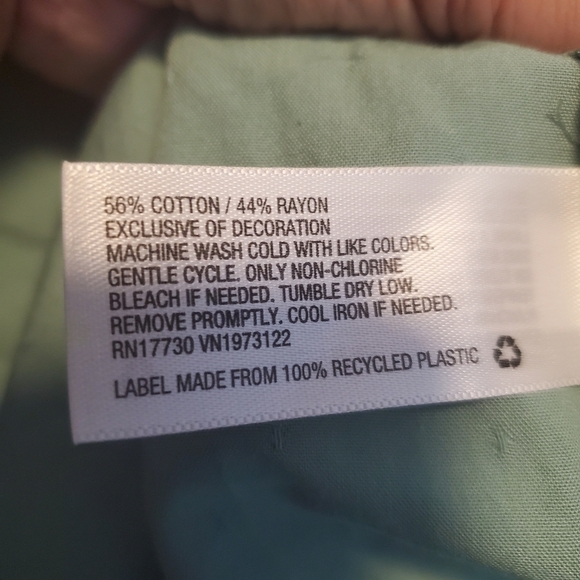 56% COTTON / 44% RAYON
EXCLUSIVE OF DECORATION
MACHINE WASH COLD WITH LIKE COLORS.
GENTLE CYCLE. ONLY NON-CHLORINE
BLEACH IF NEEDED. TUMBLE DRY LOW.
REMOVE PROMPTLY. COOL IRON IF NEEDED.
RN17730 VN1973122
LABEL MADE FROM 100% RECYCLED PLASTIC